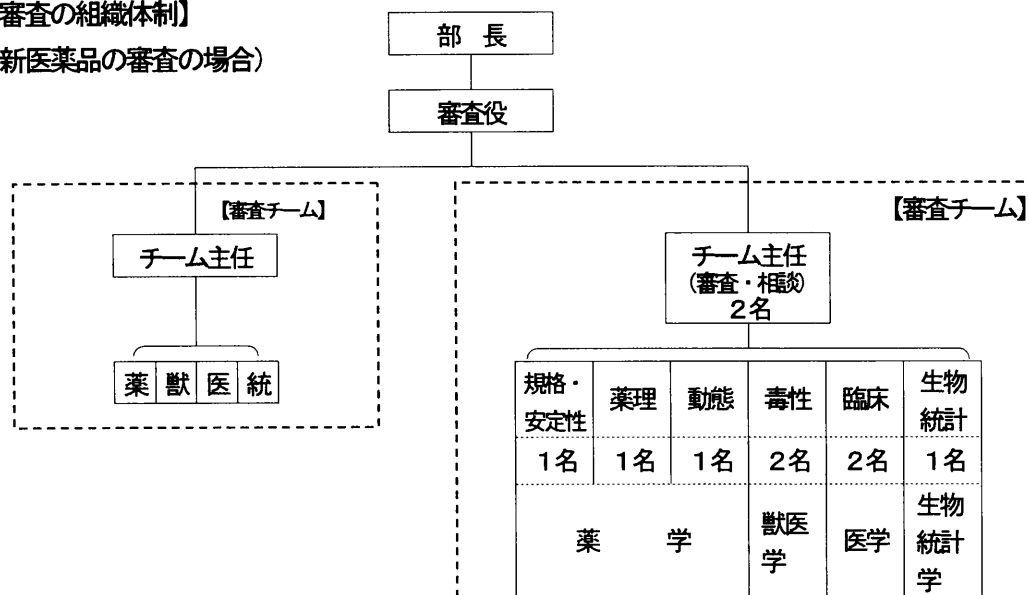 審査の組織体制】
新医薬品の審査の場合）
部 長
審査役
【審査チーム】
チーム主任
薬 獣 医 統
【審査チーム】
チーム主任
（審査・相談）
２名
規格・安定性 薬理 動態 毒性 臨床 生物統計
１名 １名 １名 ２名 ２名 １名
薬 学 獣医学 医学 生物統計学